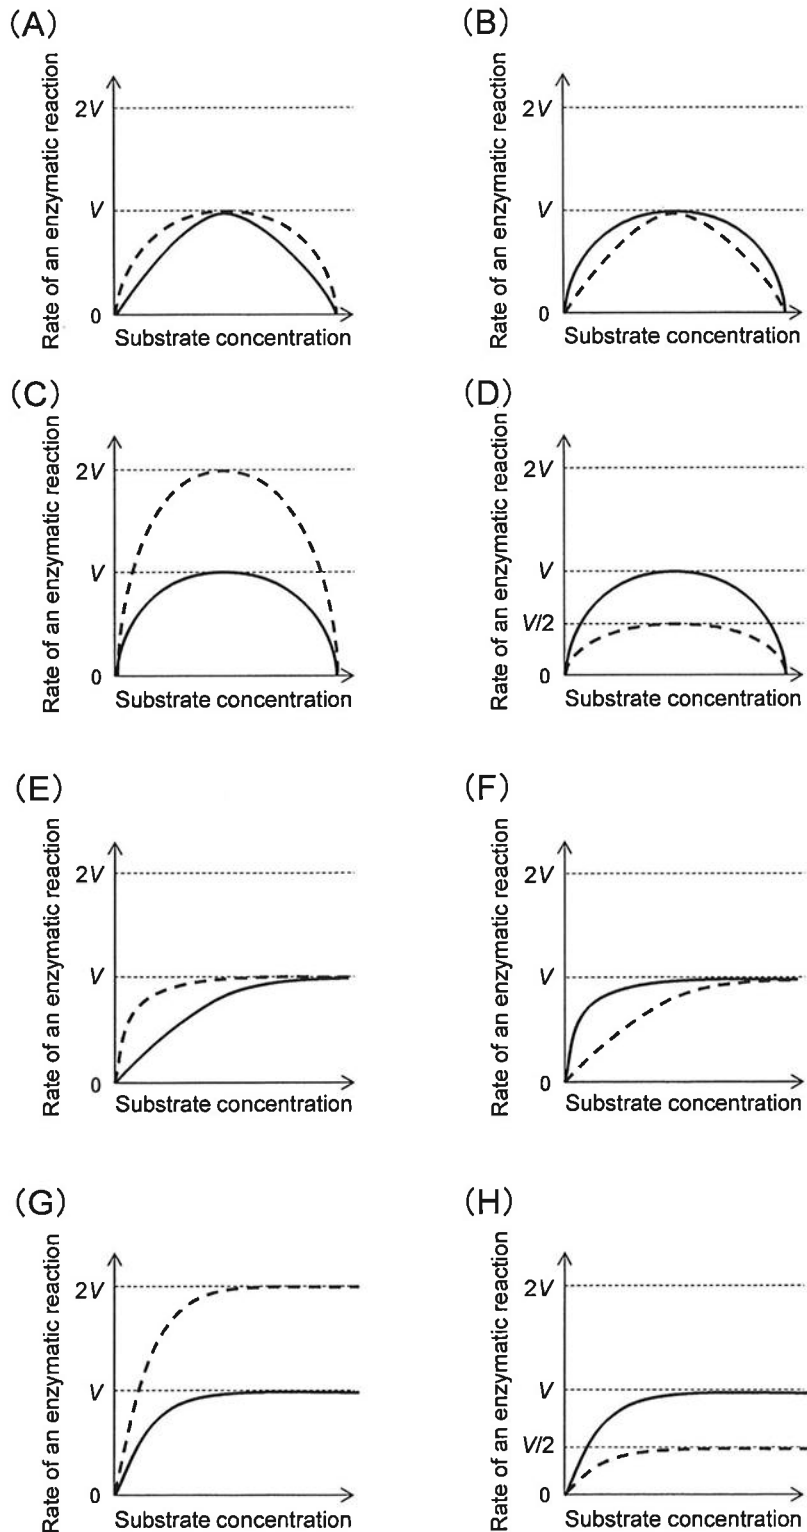 (A)
Rate of an enzymatic reaction
2V
V
0
Substrate concentration
(B)
Rate of an enzymatic reaction
2V
V
0
Substrate concentration
(C)
Rate of an enzymatic reaction
2V
V
0
Substrate concentration
(D)
Rate of an enzymatic reaction
2V
V
V/2
0
Substrate concentration
(E)
Rate of an enzymatic reaction
2V
V
0
Substrate concentration
(F)
Rate of an enzymatic reaction
2V
V
0
Substrate concentration
(G)
Rate of an enzymatic reaction
2V
V
0
Substrate concentration
(H)
Rate of an enzymatic reaction
2V
V
V/2
0
Substrate concentration